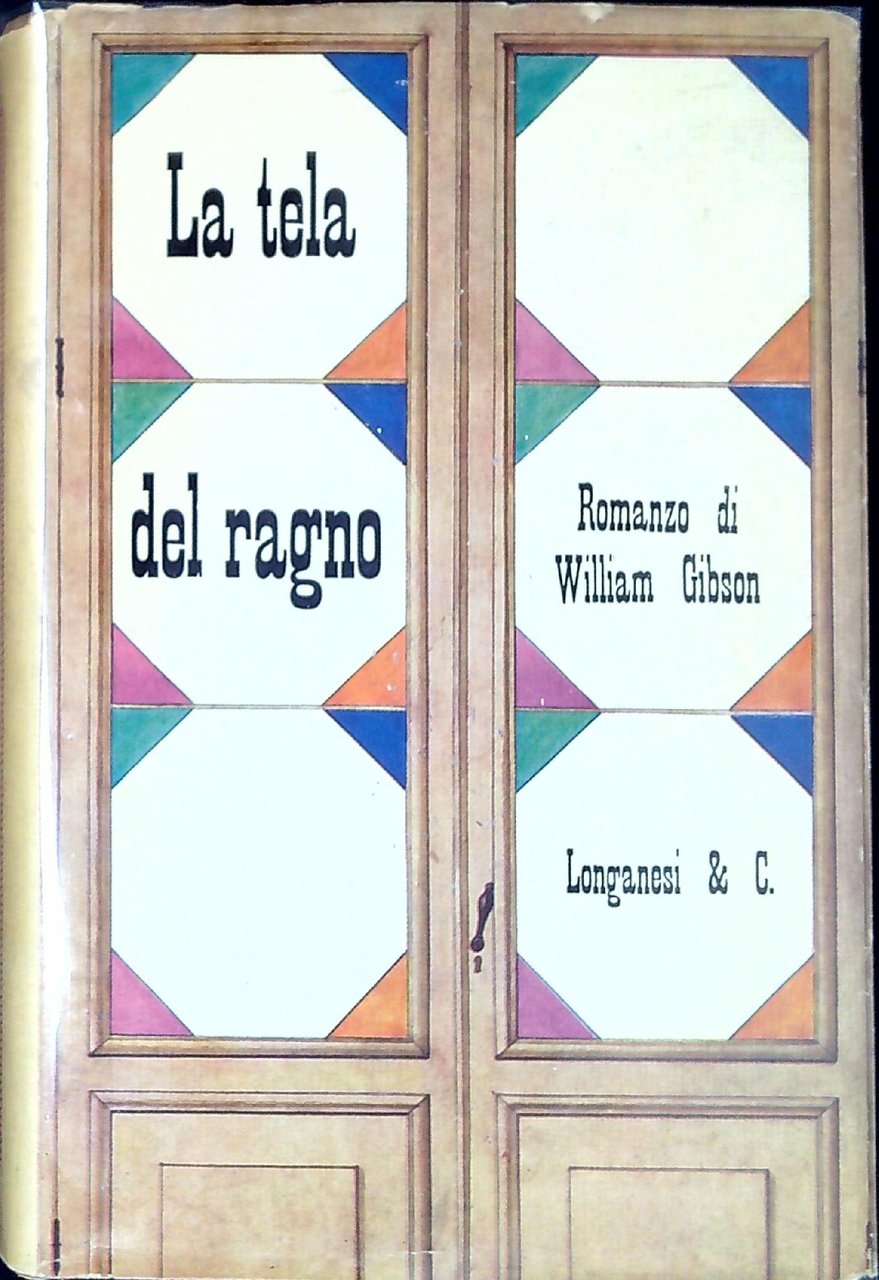 La tela
del ragno
Romanzo di
William Gibson
Longanesi & C.